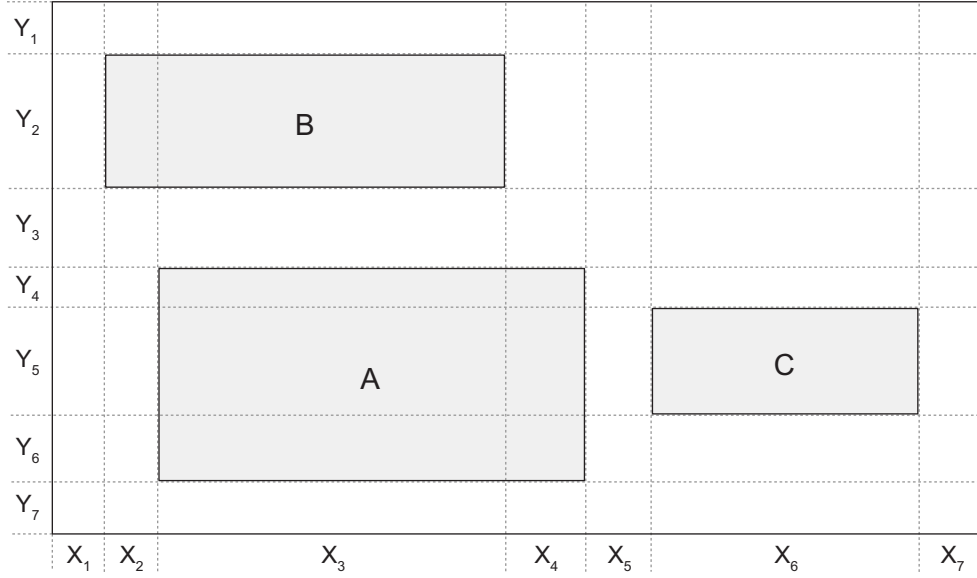 Y₁
Y₂
B
Y₃
Y₄
Y₅
A
C
Y₆
Y₇
X₁ X₂ X₃ X₄ X₅ X₆ X₇